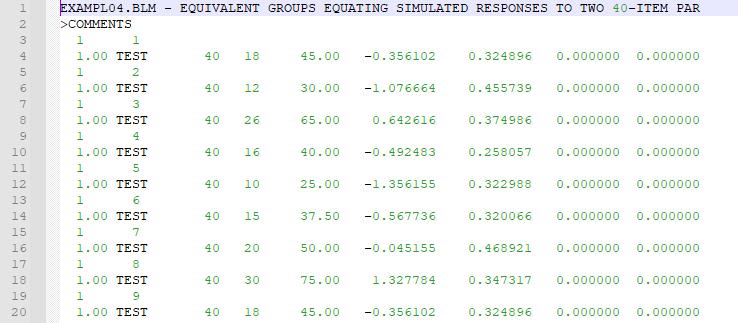 1 EXAMPL04.BLM - EQUIVALENT GROUPS EQUATING SIMULATED RESPONSES TO TWO 40-ITEM PAR
2 >COMMENTS
3 1 1
4 1.00 TEST 40 18 45.00 -0.356102 0.324896 0.000000 0.000000
5 1 2
6 1.00 TEST 40 12 30.00 -1.076664 0.455739 0.000000 0.000000
7 1 3
8 1.00 TEST 40 26 65.00 0.642616 0.374986 0.000000 0.000000
9 1 4
10 1.00 TEST 40 16 40.00 -0.492483 0.258057 0.000000 0.000000
11 1 5
12 1.00 TEST 40 10 25.00 -1.356155 0.322988 0.000000 0.000000
13 1 6
14 1.00 TEST 40 15 37.50 -0.567736 0.320066 0.000000 0.000000
15 1 7
16 1.00 TEST 40 20 50.00 -0.045155 0.468921 0.000000 0.000000
17 1 8
18 1.00 TEST 40 30 75.00 1.327784 0.347317 0.000000 0.000000
19 1 9
20 1.00 TEST 40 18 45.00 -0.356102 0.324896 0.000000 0.000000